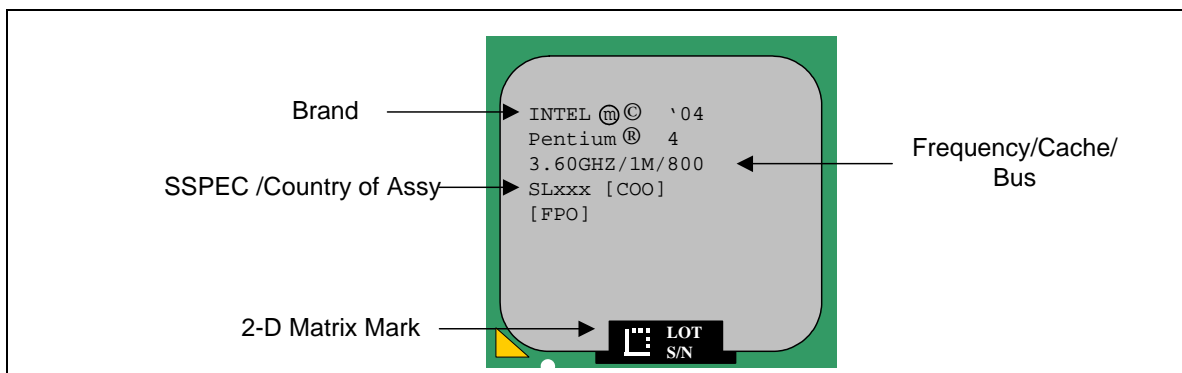 Brand
INTEL ⓜ© ‘04
Pentium ® 4
3.60GHZ/1M/800
Frequency/Cache/
Bus
SSPEC /Country of Assy
SLxxx [COO]
[FPO]
2-D Matrix Mark
LOT
S/N